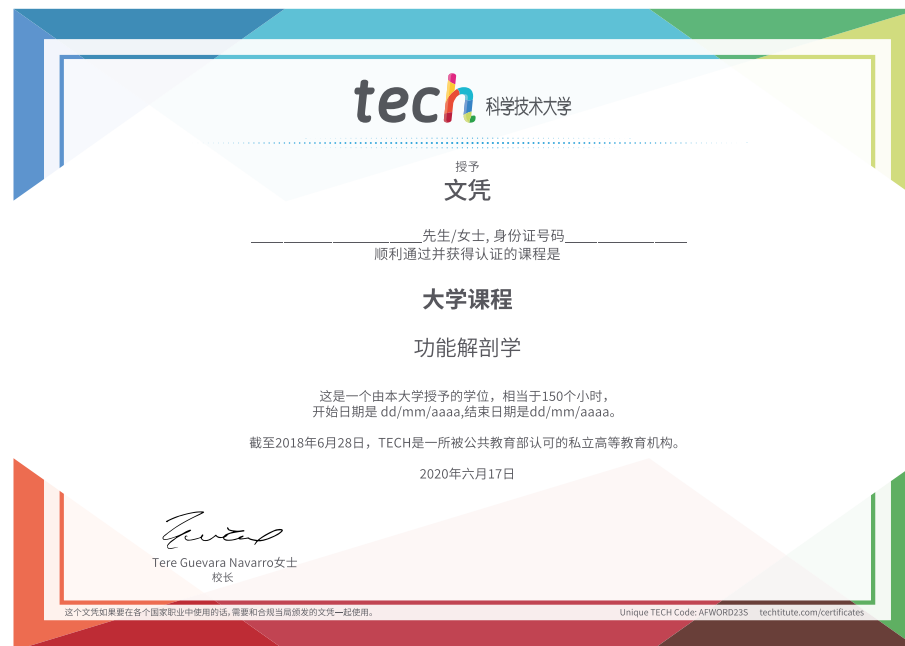 tech 科学技术大学
授予
文凭
____________________先生/女士, 身份证号码______________
顺利通过并获得认证的课程是
大学课程
功能解剖学
这是一个由本大学授予的学位，相当于150个小时，
开始日期是 dd/mm/aaaa,结束日期是dd/mm/aaaa。
截至2018年6月28日，TECH是一所被公共教育部认可的私立高等教育机构。
2020年六月17日
Tere Guevara Navarro女士
校长
这个文凭如果要在各个国家职业中使用的话,需要和合规当局颁发的文凭一起使用。
Unique TECH Code: AFWORD23S techtitute.com/certificates